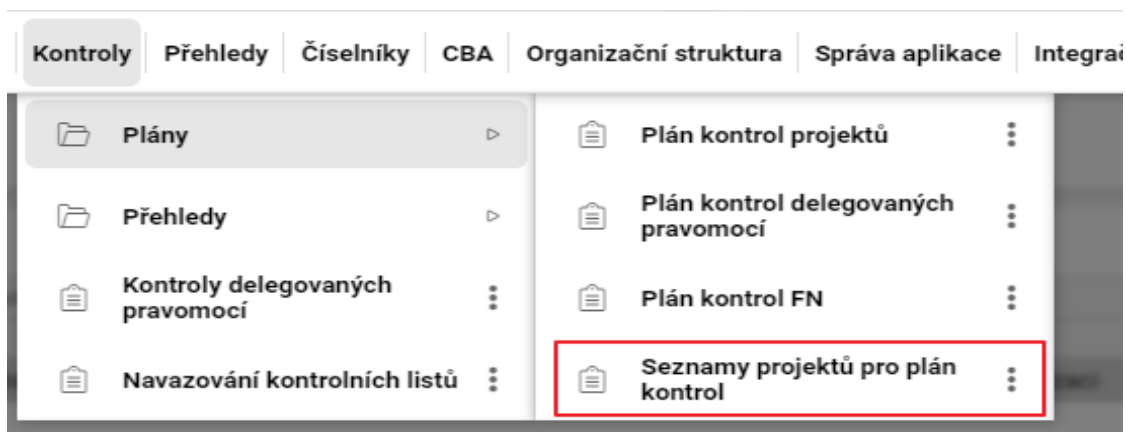 Kontroly Přehledy Číselníky CBA Organizační struktura Správa aplikace Integrač
Plány
Přehledy
Kontroly delegovaných
pravomocí
Navazování kontrolních listů
Plán kontrol projektů
Plán kontrol delegovaných
pravomocí
Plán kontrol FN
Seznamy projektů pro plán
kontrol